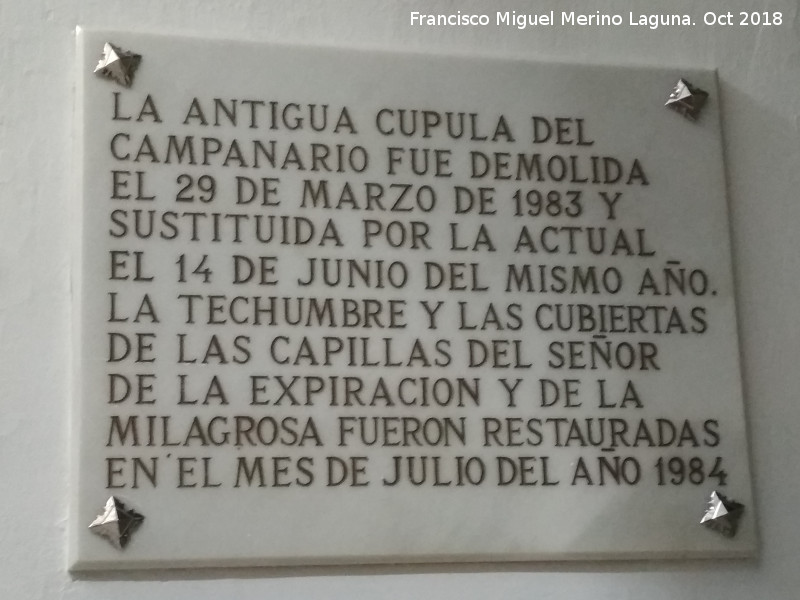 Francisco Miguel Merino Laguna. Oct 2018
LA ANTIGUA CUPULA DEL
CAMPANARIO FUE DEMOLIDA
EL 29 DE MARZO DE 1983 Y
SUSTITUIDA POR LA ACTUAL
EL 14 DE JUNIO DEL MISMO AÑO.
LA TECHUMBRE Y LAS CUBIERTAS
DE LAS CAPILLAS DEL SEÑOR
DE LA EXPIRACION Y DE LA
MILAGROSA FUERON RESTAURADAS
EN EL MES DE JULIO DEL AÑO 1984